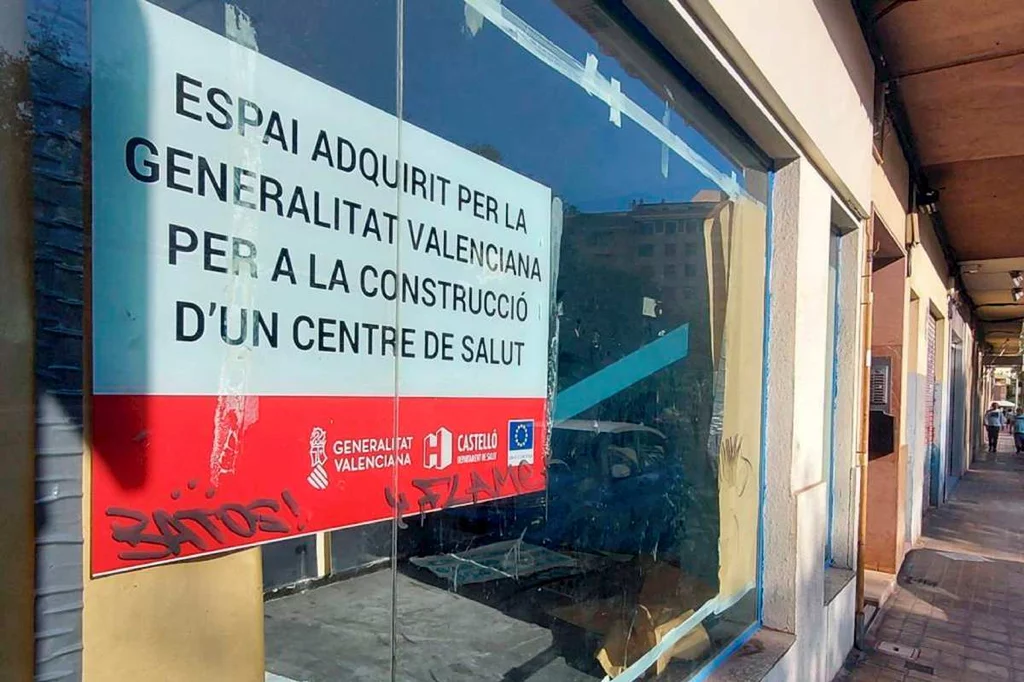 ESPAI ADQUIRIT PER LA
GENERALITAT VALENCIANA
PER A LA CONSTRUCCIÓ
D'UN CENTRE DE SALUT
GENERALITAT
VALENCIANA
CASTELLÓ
DEPARTAMENT DE SALUT